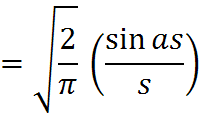 = √(2/π) (sin as / s)